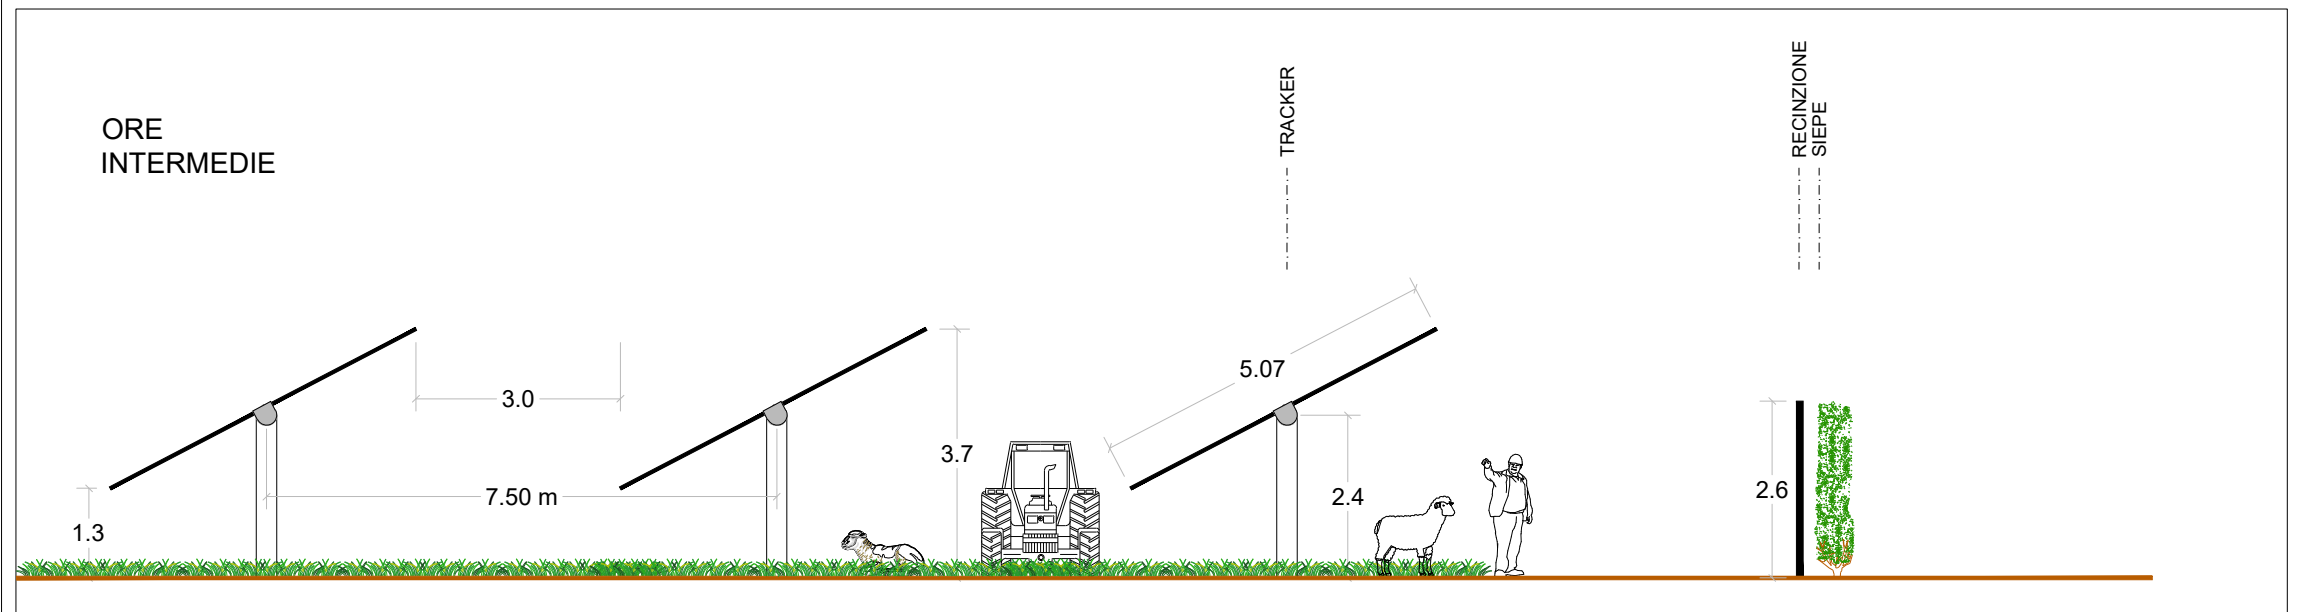 ORE
INTERMEDIE
TRACKER
RECINZIONE
SIEPE
5.07
3.0
3.7
7.50 m
2.4
2.6
1.3